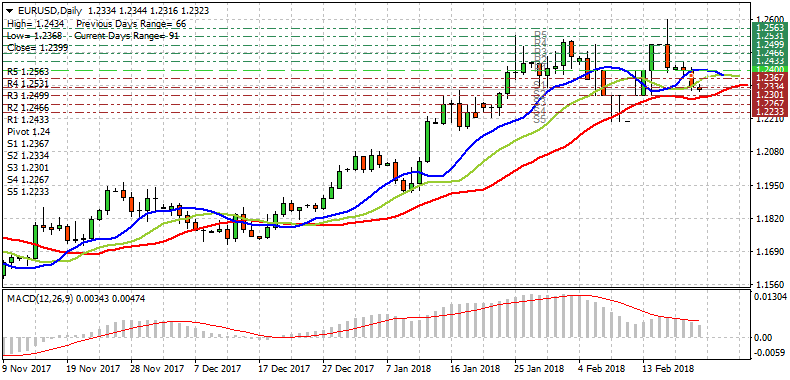 EURUSD,Daily 1.2334 1.2344 1.2316 1.2323
High= 1.2434 Previous Days Range= 66
Low= 1.2368 Current Days Range= 91
Close= 1.2399
R5 1.2563
R4 1.2531
R3 1.2499
R2 1.2466
R1 1.2433
Pivot 1.24
S1 1.2367
S2 1.2334
S3 1.2301
S4 1.2267
S5 1.2233
R5
R4
S5
1.2600
1.2563
1.2531
1.2499
1.2466
1.2433
1.2400
1.2367
1.2334
1.2301
1.2267
1.2233
1.2210
1.2080
1.1950
1.1820
1.1690
1.1560
MACD(12,26,9) 0.00343 0.00474
0.01304
0.00
-0.0059
9 Nov 2017
19 Nov 2017
28 Nov 2017
7 Dec 2017
17 Dec 2017
27 Dec 2017
7 Jan 2018
16 Jan 2018
25 Jan 2018
4 Feb 2018
13 Feb 2018